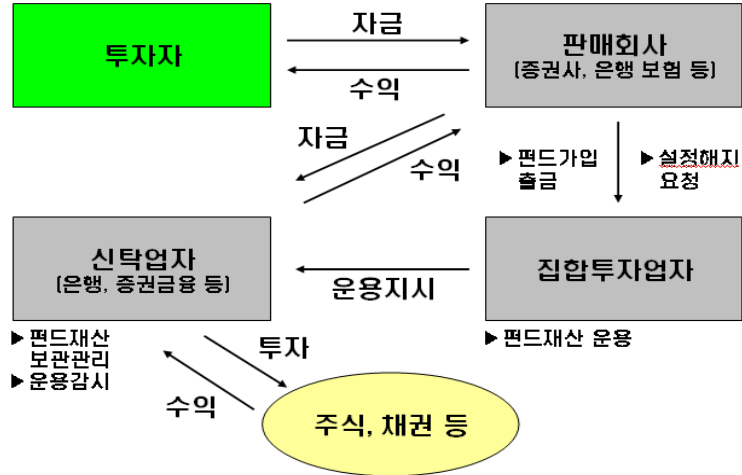 투자자
자금
수익
판매회사
(증권사, 은행 보험 등)
자금
수익
▶ 펀드가입
출금
▶ 설정해지
요청
신탁업자
(은행, 증권금융 등)
운용지시
집합투자업자
▶ 펀드재산
보관관리
▶ 운용감시
투자
수익
▶ 펀드재산 운용
주식, 채권 등